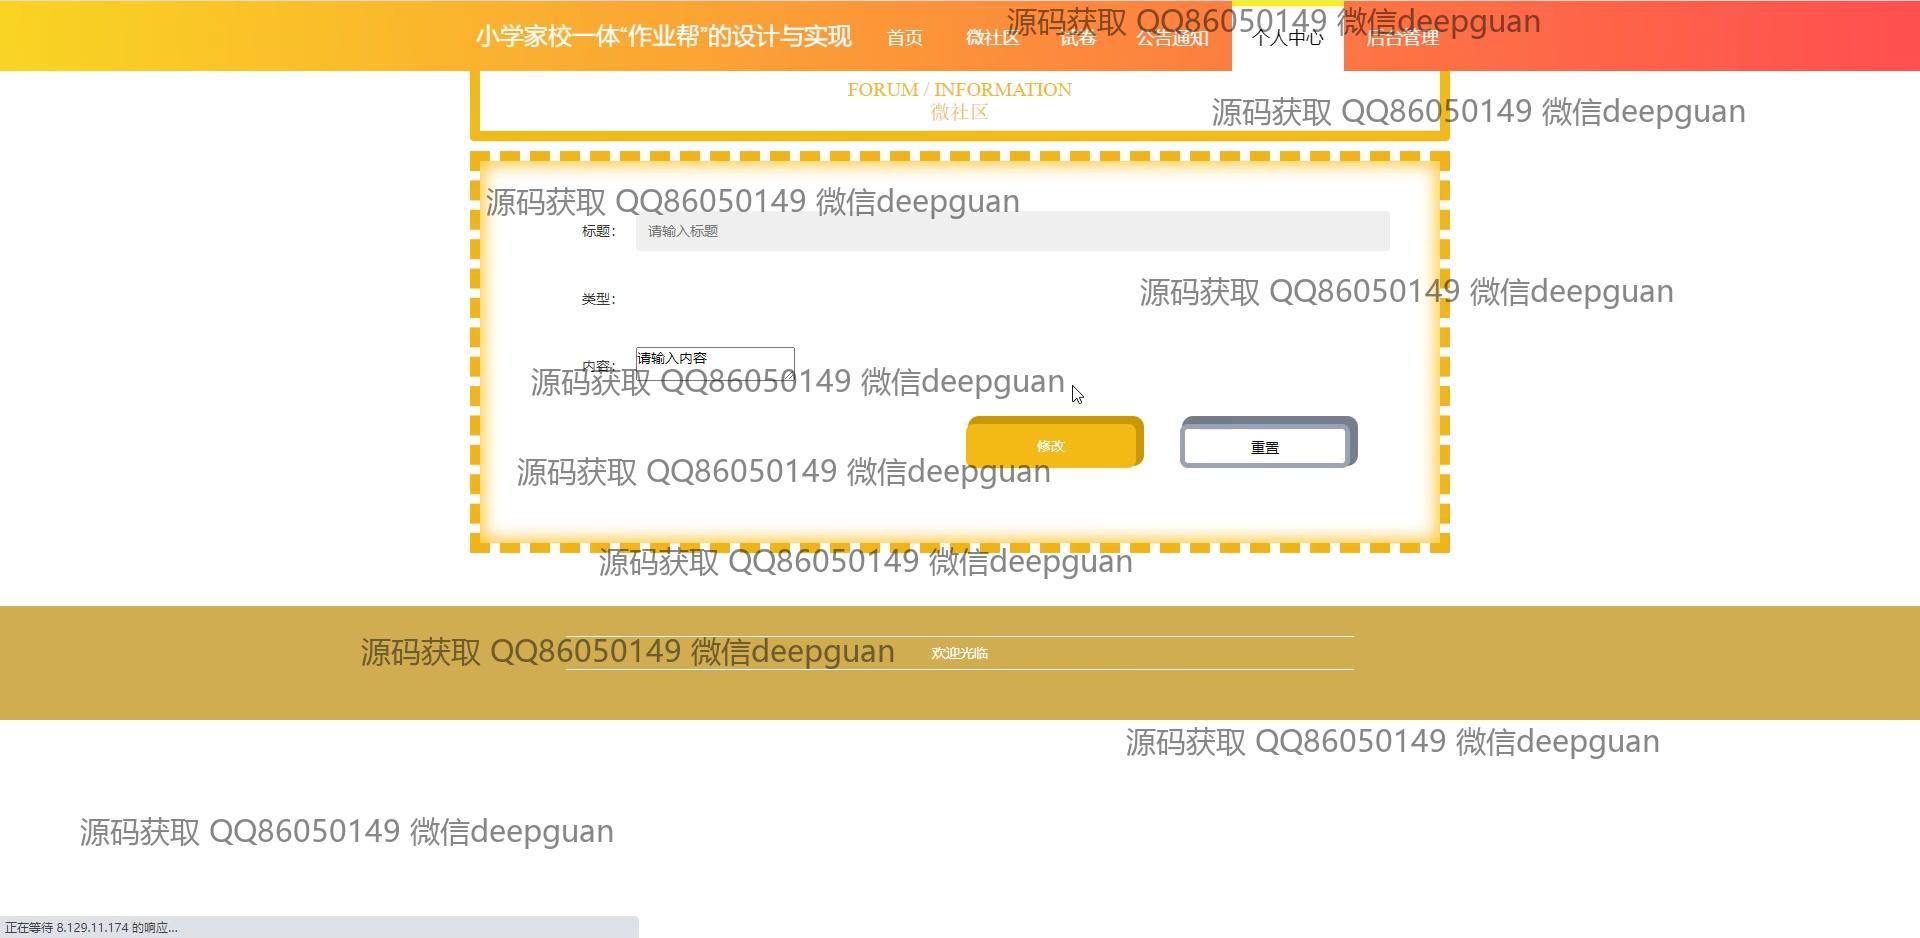 小学家校一体“作业帮”的设计与实现 首页 微社区 试卷 公告通知 个人中心 后台管理
源码获取 QQ86050149 微信deepguan
FORUM / INFORMATION
微社区
源码获取 QQ86050149 微信deepguan
源码获取 QQ86050149 微信deepguan
标题： 请输入标题
源码获取 QQ86050149 微信deepguan
类型：
内容： 请输入内容
源码获取 QQ86050149 微信deepguan
修改 重置
源码获取 QQ86050149 微信deepguan
源码获取 QQ86050149 微信deepguan
源码获取 QQ86050149 微信deepguan
欢迎光临
源码获取 QQ86050149 微信deepguan
源码获取 QQ86050149 微信deepguan
正在等待 8.129.11.174 的响应...